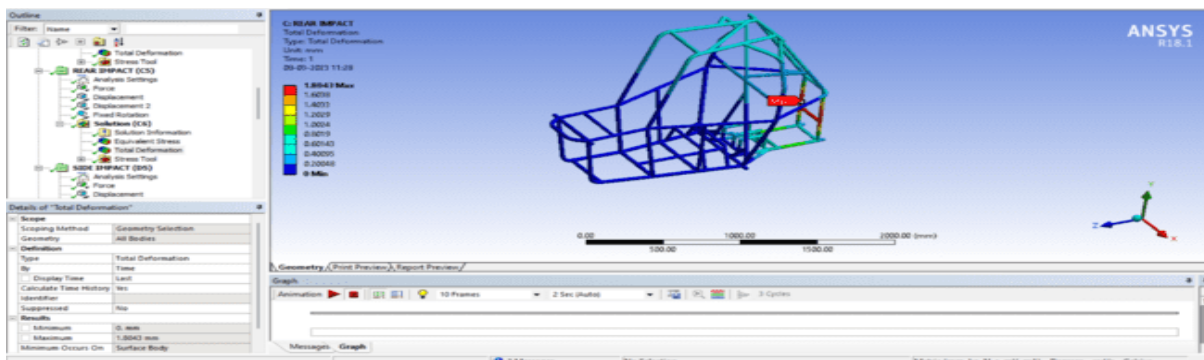 Outline
Filter: Name
Total Deformation
Stress Tool
REAR IMPACT (C5)
Analysis Settings
Force
Displacement
Displacement 2
Fixed Rotation
Solution (C6)
Solution Information
Equivalent Stress
Total Deformation
Stress Tool
SIDE IMPACT (D5)
Analysis Settings
Force
Displacement
Details of "Total Deformation"
Scope
Scoping Method Geometry Selection
Geometry All Bodies
Definition
Type Total Deformation
By Time
Display Time Last
Calculate Time History Yes
Identifier
Suppressed No
Results
Minimum 0. mm
Maximum 1.8043 mm
Minimum Occurs On Surface Body
C: REAR IMPACT
Total Deformation
Type: Total Deformation
Unit: mm
Time: 1
1.8043 Max
1.6038
1.4033
1.2029
1.0024
0.8019
0.60143
0.40095
0.20048
0 Min
Max
ANSYS
R18.1
0.00 1000.00 2000.00 (mm)
500.00 1500.00
Y
Z
X
Geometry Print Preview Report Preview
Graph
Animation 10 Frames 2 Sec (Auto) 3 Cycles
Messages Graph